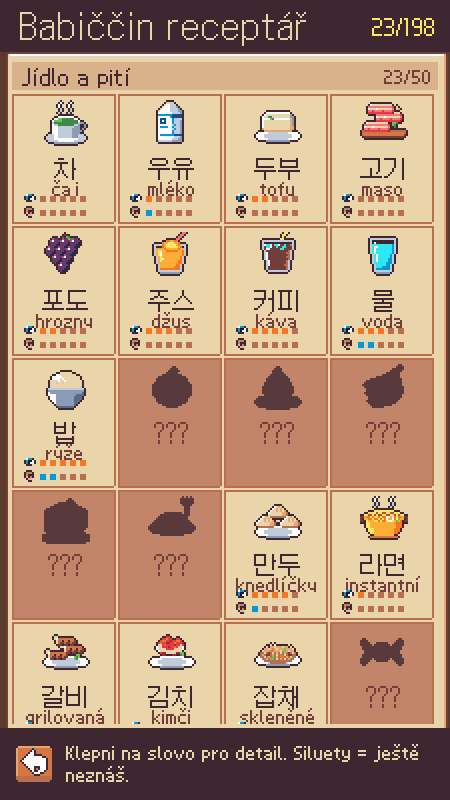 Babiččin receptář 23/198
Jídlo a pití 23/50
차 우유 두부 고기
čaj mléko tofu maso
포도 주스 커피 물
hrozny džus káva voda
밥 ??? ??? ???
rýže
??? ??? 만두 라면
knedlíčky instantní
갈비 김치 잡채 ???
grilovaná kimči skleněné
Klepni na slovo pro detail. Siluety = ještě
neznáš.